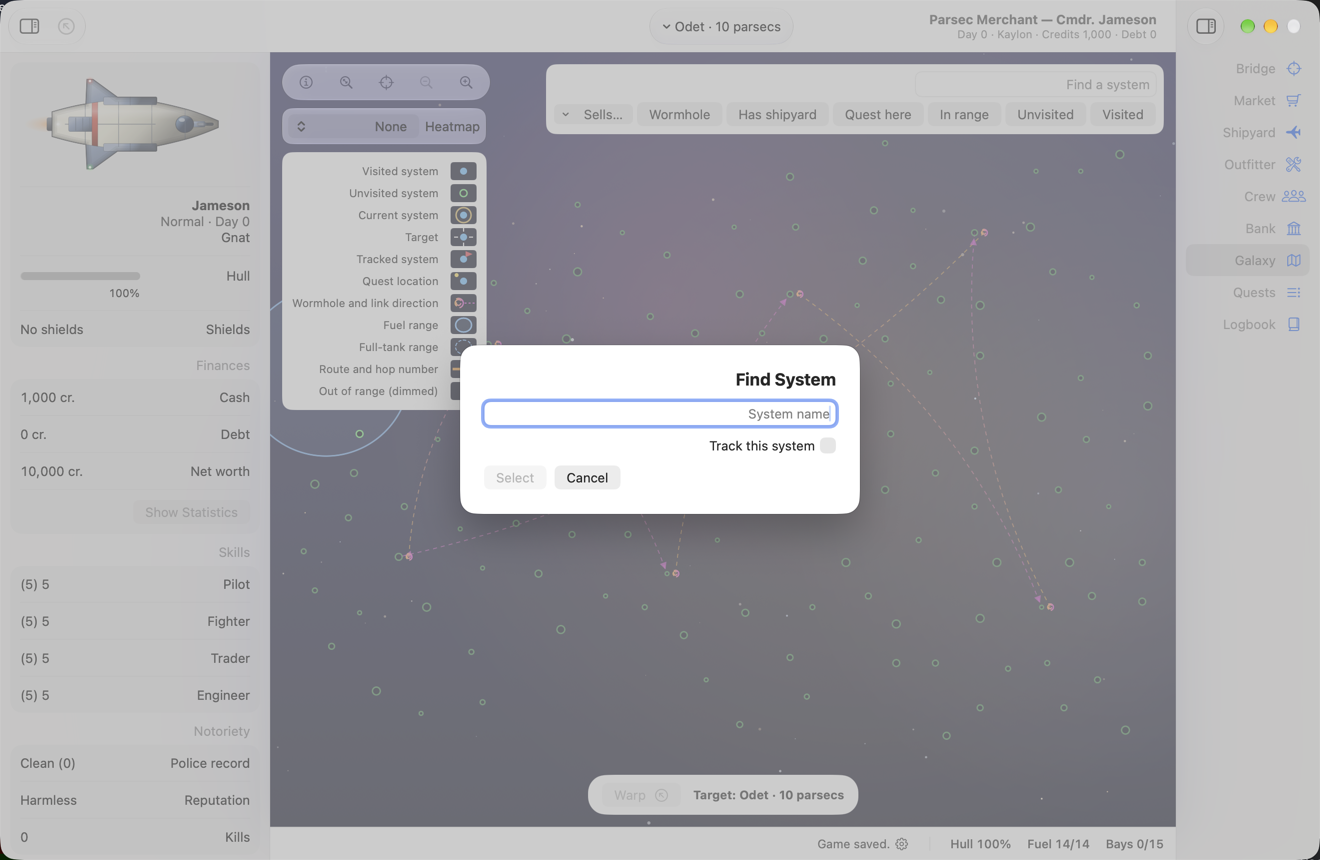 Odet · 10 parsecs
Parsec Merchant — Cmdr. Jameson
Day 0 · Kaylon · Credits 1,000 · Debt 0
Bridge
Market
Shipyard
Outfitter
Crew
Bank
Galaxy
Quests
Logbook
Jameson
Normal · Day 0
Gnat
Hull
100%
Shields
No shields
Finances
Cash
1,000 cr.
Debt
0 cr.
Net worth
10,000 cr.
Show Statistics
Skills
Pilot
(5) 5
Fighter
(5) 5
Trader
(5) 5
Engineer
(5) 5
Notoriety
Police record
Clean (0)
Reputation
Harmless
Kills
0
Heatmap
None
Visited system
Unvisited system
Current system
Target
Tracked system
Quest location
Wormhole and link direction
Fuel range
Full-tank range
Route and hop number
Out of range (dimmed)
Find a system
Visited
Unvisited
In range
Quest here
Has shipyard
Wormhole
Sells...
Find System
System name
Track this system
Cancel
Select
Target: Odet · 10 parsecs
Warp
Game saved.
Hull 100%
Fuel 14/14
Bays 0/15